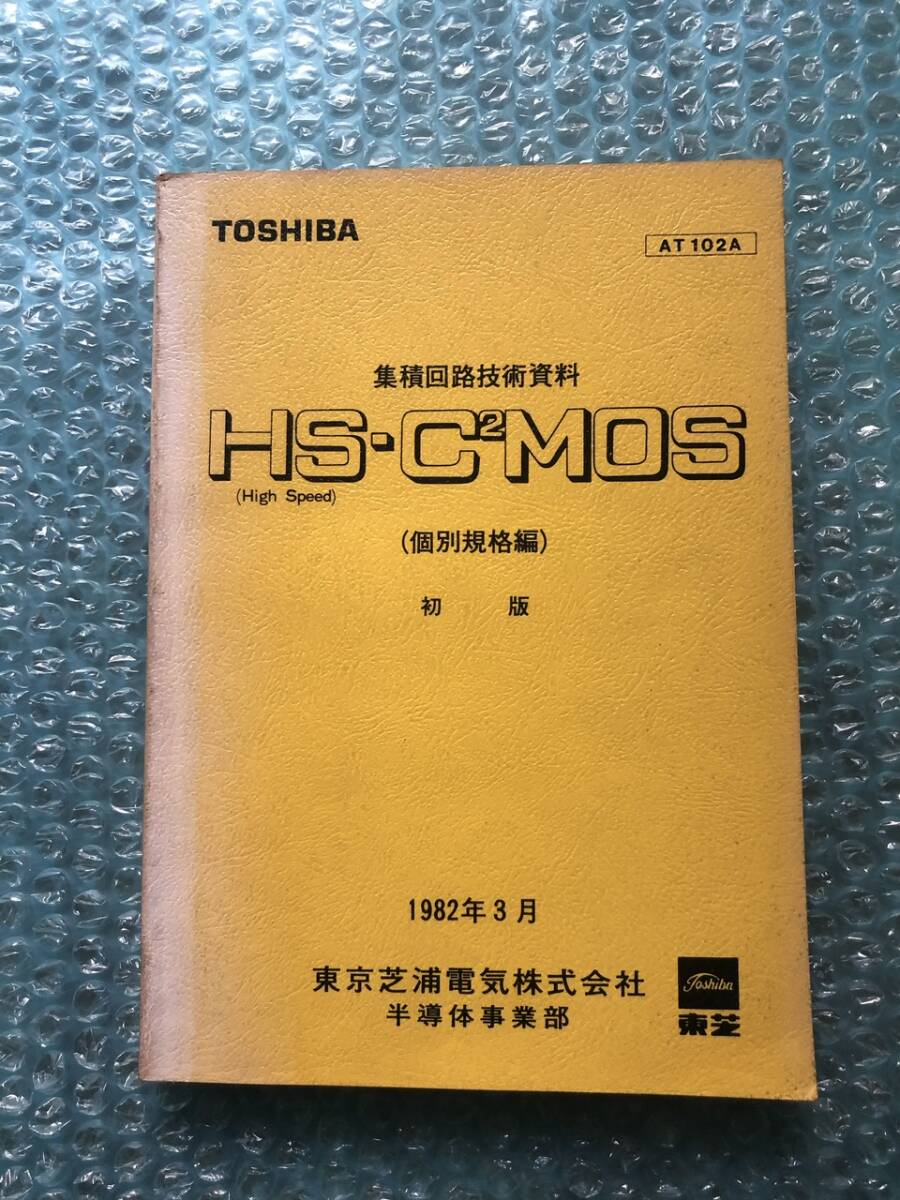 TOSHIBA
AT102A
集積回路技術資料
HS-C²MOS
(High Speed)
(個別規格編)
初 版
1982年3月
東京芝浦電気株式会社
半導体事業部
Toshiba
東芝